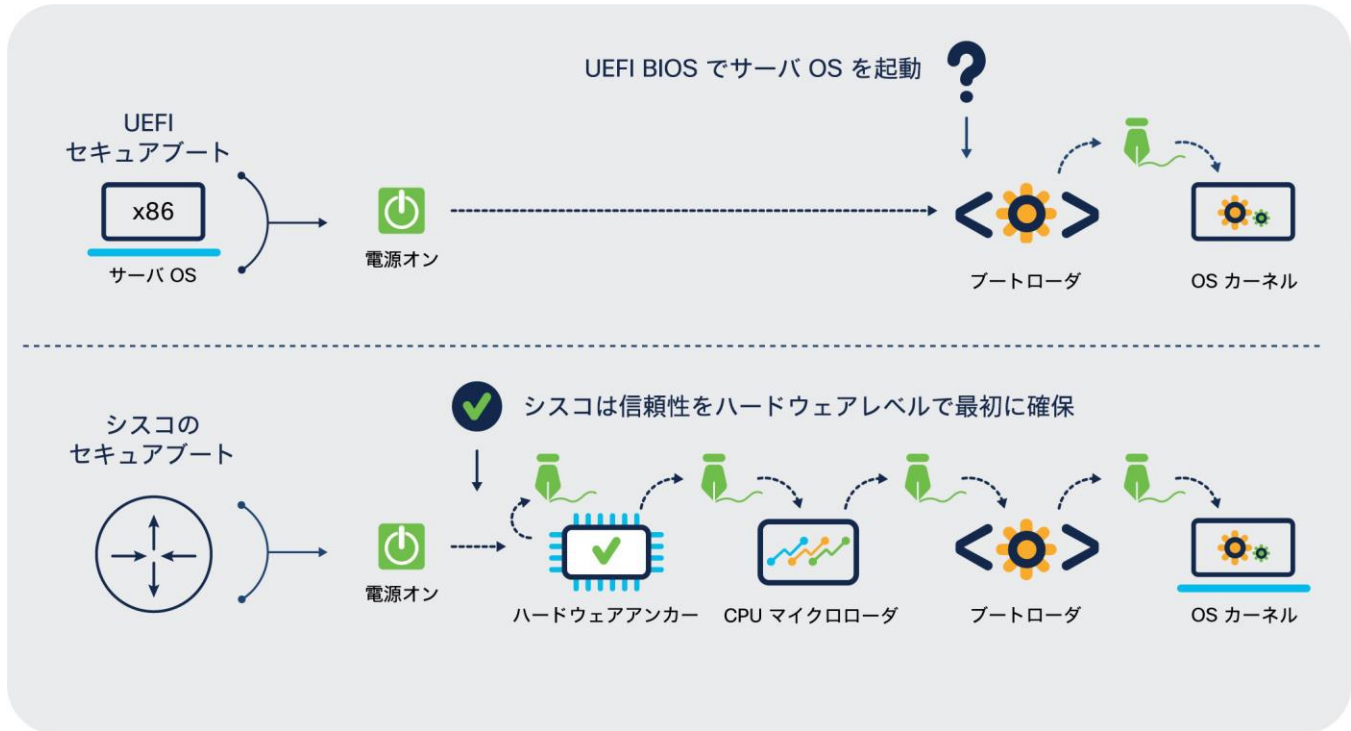 UEFI BIOS でサーバ OS を起動
?
UEFI
セキュアブート
x86
サーバ OS
電源オン
ブートローダ
OS カーネル
シスコは信頼性をハードウェアレベルで最初に確保
シスコの
セキュアブート
電源オン
ハードウェアアンカー
CPU マイクロローダ
ブートローダ
OS カーネル